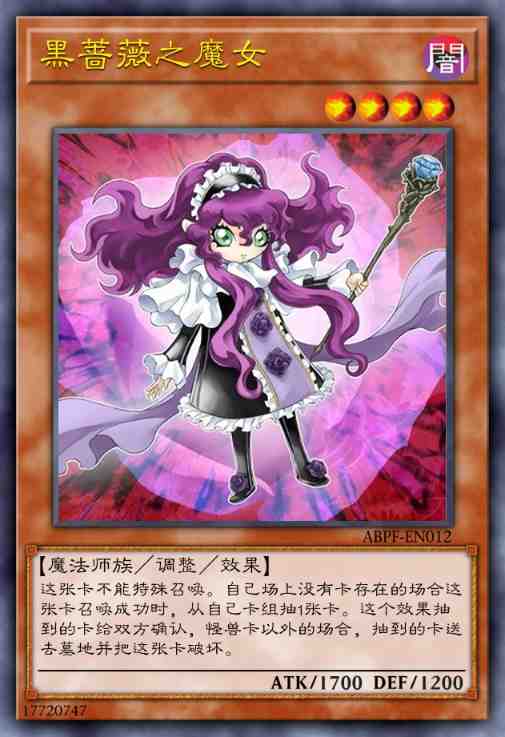 黑蔷薇之魔女
闇
ABPF-EN012
【魔法师族／调整／效果】
这张卡不能特殊召唤。自己场上没有卡存在的场合这
张卡召唤成功时，从自己卡组抽1张卡。这个效果抽
到的卡给双方确认，怪兽卡以外的场合，抽到的卡送
去墓地并把这张卡破坏。
ATK/1700 DEF/1200
17720747